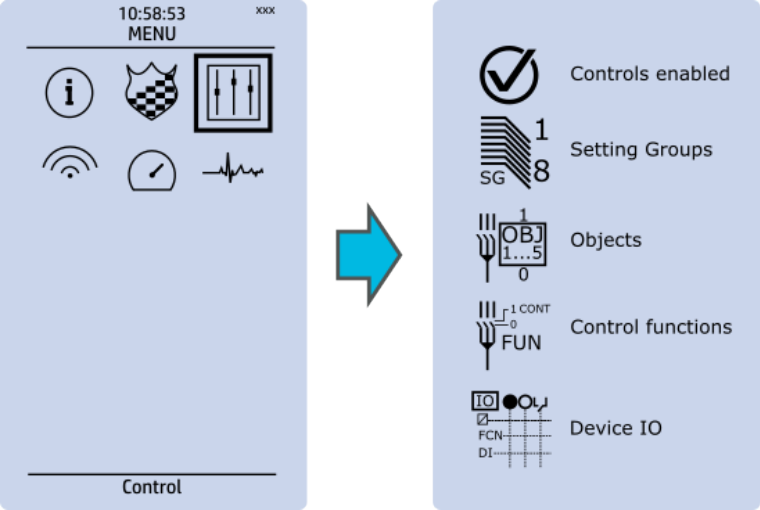 10:58:53 xxx
MENU
i
Control
Controls enabled
1
8
SG
Setting Groups
1
OBJ
1...5
0
Objects
1 CONT
0
FUN
Control functions
IO
FCN
DI
Device IO